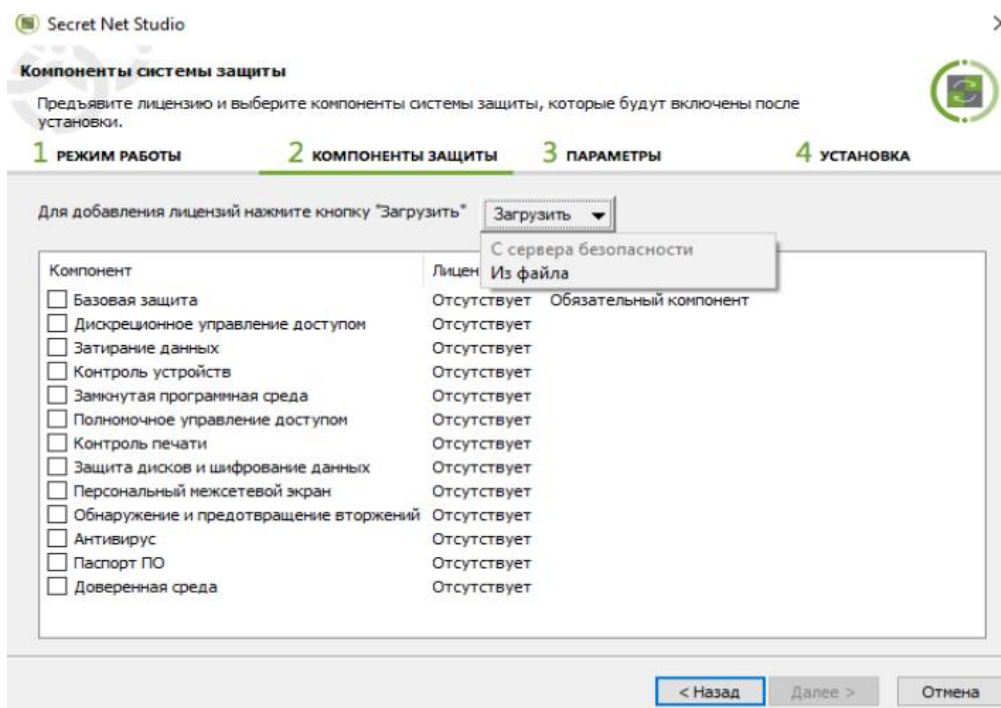 Secret Net Studio
Компоненты системы защиты
Предъявите лицензию и выберите компоненты системы защиты, которые будут включены после
установки.
1 РЕЖИМ РАБОТЫ 2 КОМПОНЕНТЫ ЗАЩИТЫ 3 ПАРАМЕТРЫ 4 УСТАНОВКА
Для добавления лицензий нажмите кнопку "Загрузить" Загрузить
С сервера безопасности
Компонент Лицен Из файла
Базовая защита Отсутствует Обязательный компонент
Дискреционное управление доступом Отсутствует
Затирание данных Отсутствует
Контроль устройств Отсутствует
Замкнутая программная среда Отсутствует
Полномочное управление доступом Отсутствует
Контроль печати Отсутствует
Защита дисков и шифрование данных Отсутствует
Персональный межсетевой экран Отсутствует
Обнаружение и предотвращение вторжений Отсутствует
Антивирус Отсутствует
Паспорт ПО Отсутствует
Доверенная среда Отсутствует
< Назад Далее > Отмена